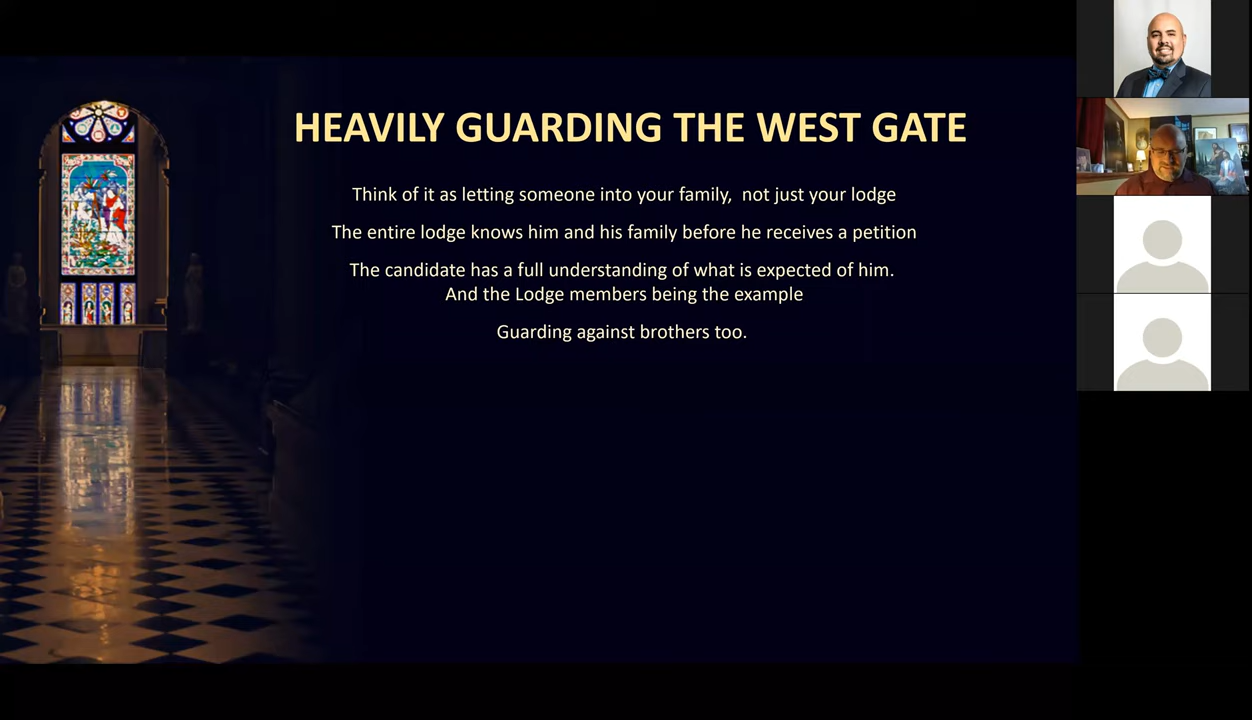 HEAVILY GUARDING THE WEST GATE
Think of it as letting someone into your family, not just your lodge
The entire lodge knows him and his family before he receives a petition
The candidate has a full understanding of what is expected of him.
And the Lodge members being the example
Guarding against brothers too.